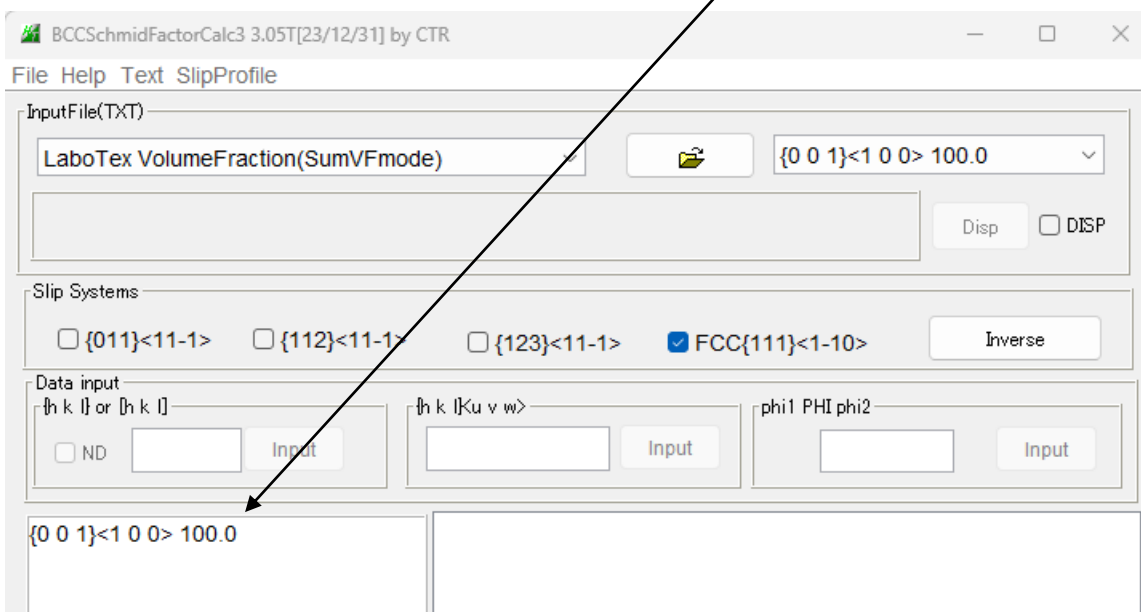 BCCSchmidFactorCalc3 3.05T[23/12/31] by CTR
File Help Text SlipProfile
InputFile(TXT)
LaboTex VolumeFraction(SumVFmode)
{0 0 1}<1 0 0> 100.0
Disp
DISP
Slip Systems
{011}<11-1>
{112}<11-1>
{123}<11-1>
FCC{111}<1-10>
Inverse
Data input
{h k l} or [h k l]
{h k l}<u v w>
phi1 PHI phi2
ND
Input
Input
Input
{0 0 1}<1 0 0> 100.0